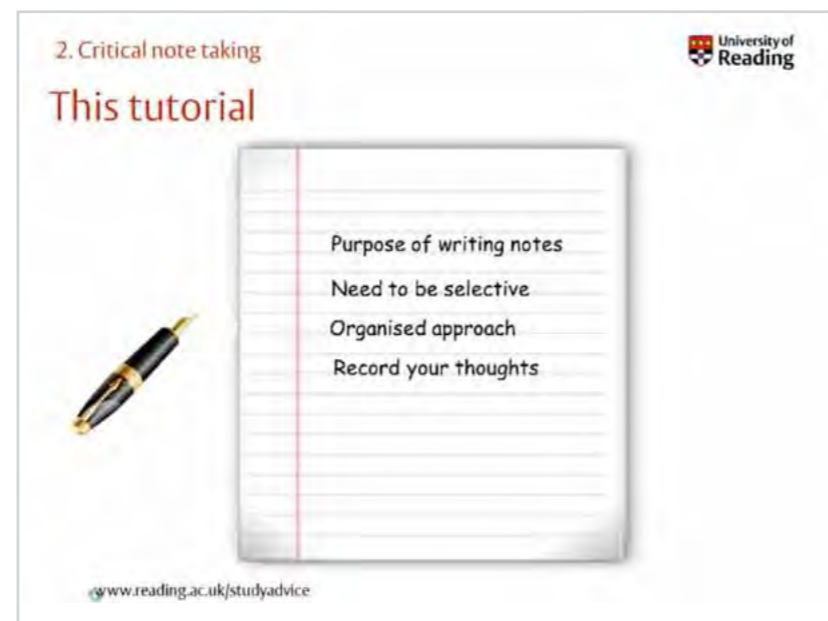 2. Critical note taking
University of
Reading
This tutorial
Purpose of writing notes
Need to be selective
Organised approach
Record your thoughts
www.reading.ac.uk/studyadvice